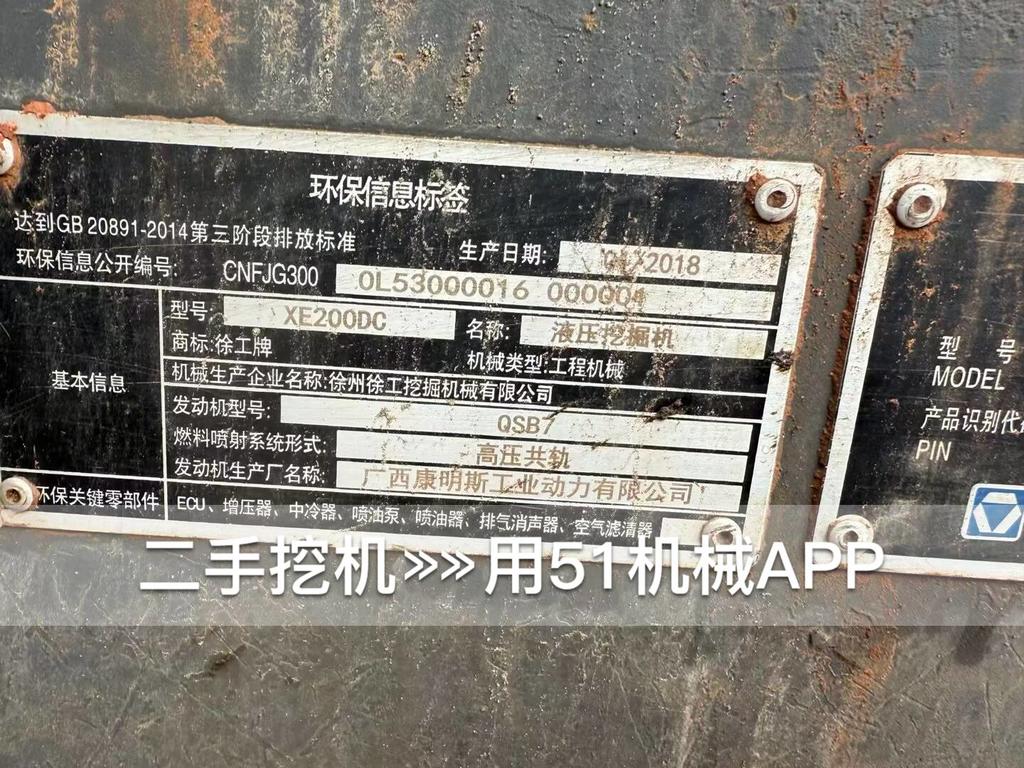 环保信息标签
达到GB 20891-2014第三阶段排放标准
生产日期: 2018
环保信息公开编号: CNFJG300 0L53000016 000004
型号: XE200DC 名称: 液压挖掘机
商标:徐工牌 机械类型:工程机械
机械生产企业名称:徐州徐工挖掘机械有限公司
基本信息
发动机型号: QSB7
燃料喷射系统形式: 高压共轨
发动机生产厂名称: 广西康明斯工业动力有限公司
环保关键零部件 ECU、增压器、中冷器、喷油泵、喷油器、排气消声器、空气滤清器
型 号
MODEL
产品识别代
PIN
二手挖机»»用51机械APP